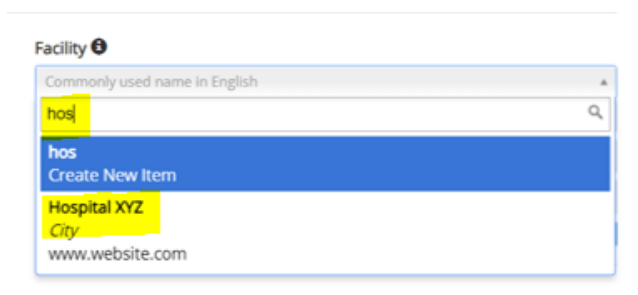 Facility
Commonly used name in English
hos
hos
Create New Item
Hospital XYZ
City
www.website.com